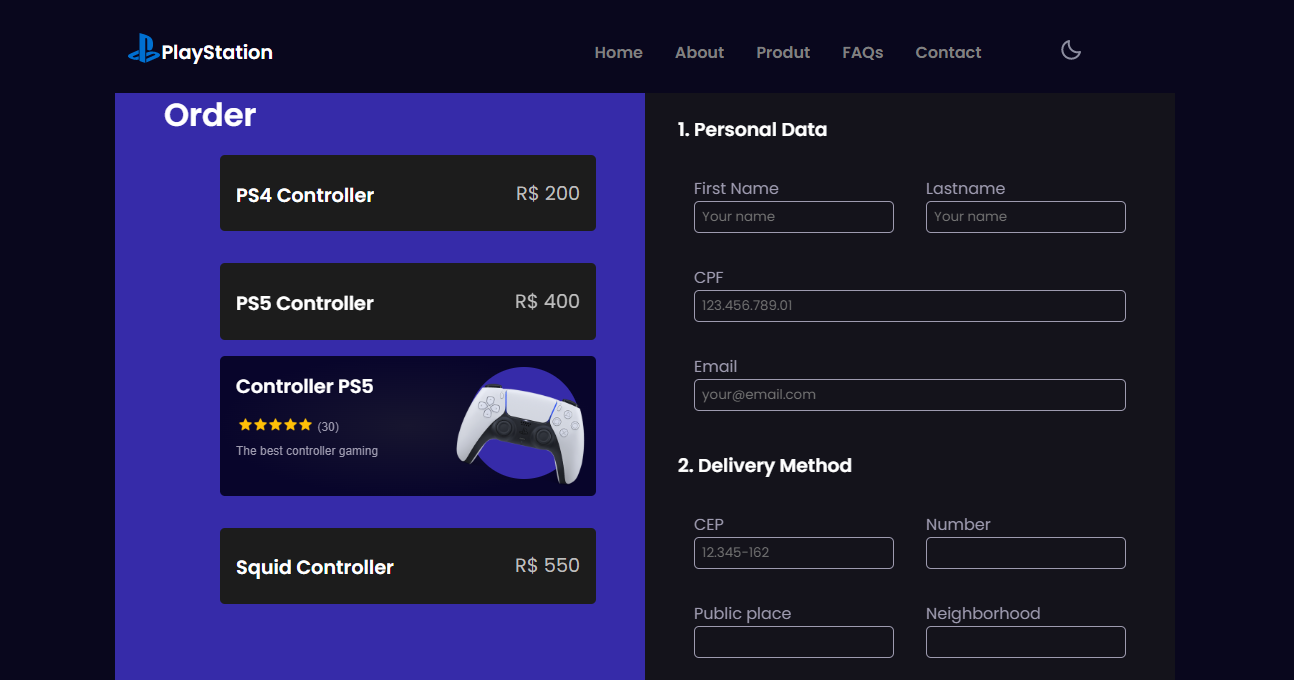 PlayStation
Home About Produt FAQs Contact
Order
PS4 Controller R$ 200
PS5 Controller R$ 400
Controller PS5
(30)
The best controller gaming
Squid Controller R$ 550
1. Personal Data
First Name Lastname
Your name Your name
CPF
123.456.789.01
Email
your@email.com
2. Delivery Method
CEP Number
12.345-162
Public place Neighborhood